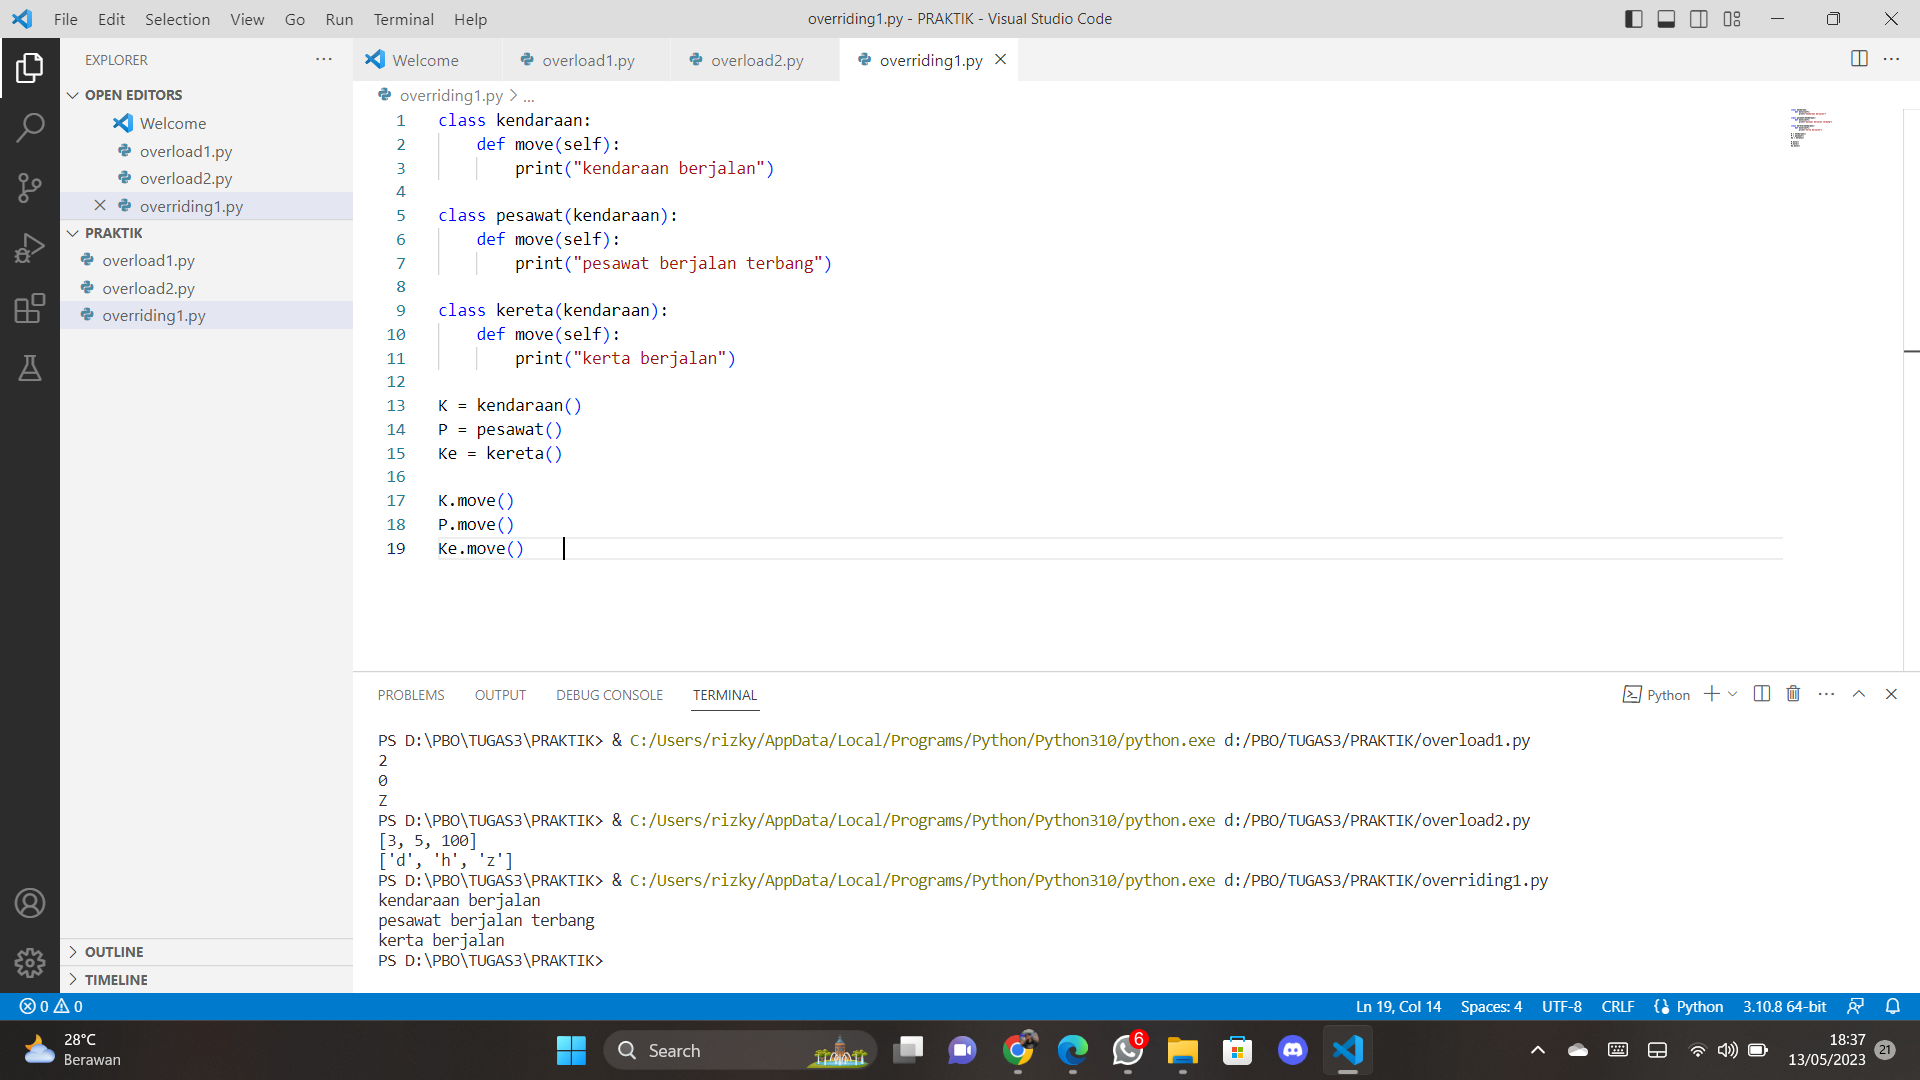 File Edit Selection View Go Run Terminal Help
overriding1.py - PRAKTIK - Visual Studio Code
EXPLORER
OPEN EDITORS
Welcome
overload1.py
overload2.py
overriding1.py
PRAKTIK
overload1.py
overload2.py
overriding1.py
OUTLINE
TIMELINE
Welcome overload1.py overload2.py overriding1.py
overriding1.py > ...
1 class kendaraan:
2 def move(self):
3 print("kendaraan berjalan")
4
5 class pesawat(kendaraan):
6 def move(self):
7 print("pesawat berjalan terbang")
8
9 class kereta(kendaraan):
10 def move(self):
11 print("kerta berjalan")
12
13 K = kendaraan()
14 P = pesawat()
15 Ke = kereta()
16
17 K.move()
18 P.move()
19 Ke.move()
PROBLEMS OUTPUT DEBUG CONSOLE TERMINAL
Python
PS D:\PBO\TUGAS3\PRAKTIK> & C:/Users/rizky/AppData/Local/Programs/Python/Python310/python.exe d:/PBO/TUGAS3/PRAKTIK/overload1.py
2
0
Z
PS D:\PBO\TUGAS3\PRAKTIK> & C:/Users/rizky/AppData/Local/Programs/Python/Python310/python.exe d:/PBO/TUGAS3/PRAKTIK/overload2.py
[3, 5, 100]
['d', 'h', 'z']
PS D:\PBO\TUGAS3\PRAKTIK> & C:/Users/rizky/AppData/Local/Programs/Python/Python310/python.exe d:/PBO/TUGAS3/PRAKTIK/overriding1.py
kendaraan berjalan
pesawat berjalan terbang
kerta berjalan
PS D:\PBO\TUGAS3\PRAKTIK>
0 0
Ln 19, Col 14 Spaces: 4 UTF-8 CRLF Python 3.10.8 64-bit
28°C
Berawan
Search
6
18:37
13/05/2023
21